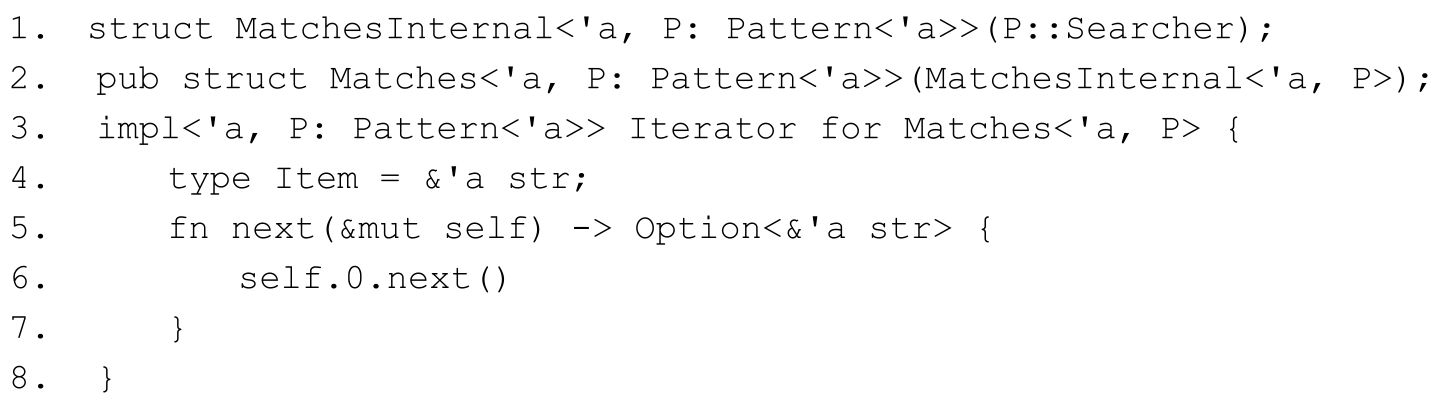 1. struct MatchesInternal<'a, P: Pattern<'a>>(P::Searcher);
2. pub struct Matches<'a, P: Pattern<'a>>(MatchesInternal<'a, P>);
3. impl<'a, P: Pattern<'a>> Iterator for Matches<'a, P> {
4. type Item = &'a str;
5. fn next(&mut self) -> Option<&'a str> {
6. self.0.next()
7. }
8. }